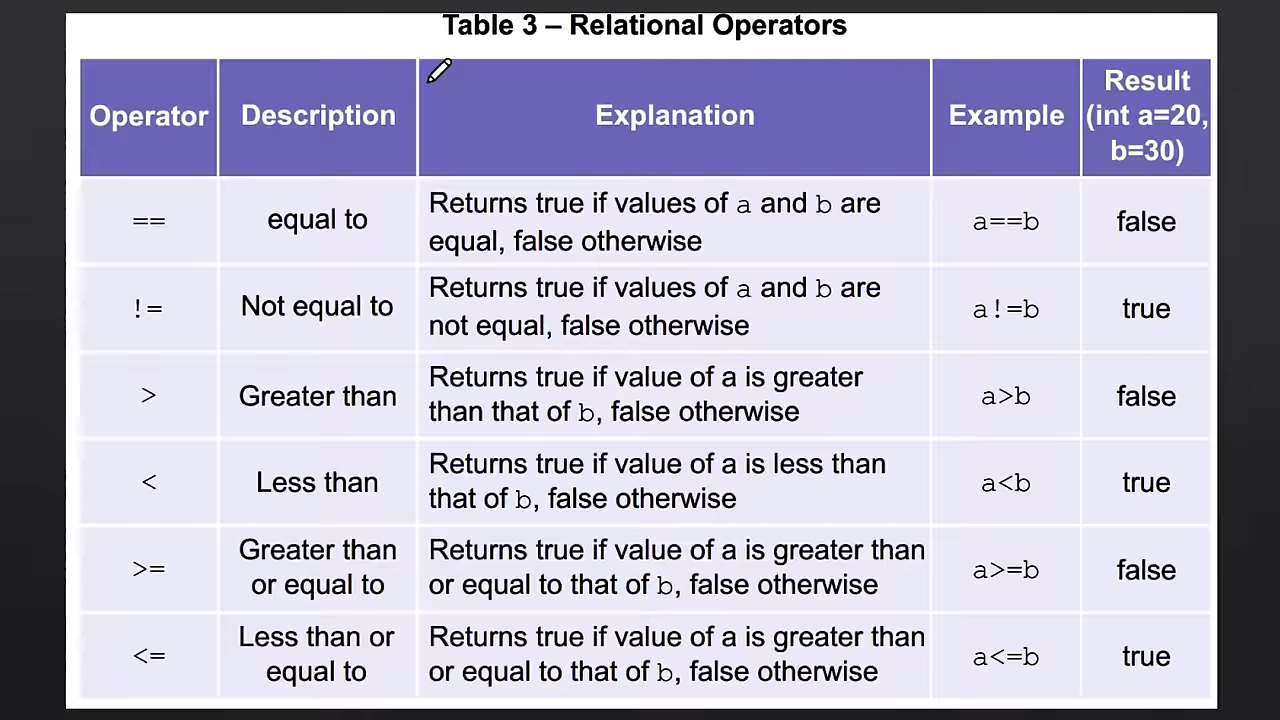 Table 3 – Relational Operators
Operator
Description
Explanation
Example
Result
(int a=20,
b=30)
==
equal to
Returns true if values of a and b are
equal, false otherwise
a==b
false
!=
Not equal to
Returns true if values of a and b are
not equal, false otherwise
a!=b
true
>
Greater than
Returns true if value of a is greater
than that of b, false otherwise
a>b
false
<
Less than
Returns true if value of a is less than
that of b, false otherwise
a<b
true
>=
Greater than
or equal to
Returns true if value of a is greater than
or equal to that of b, false otherwise
a>=b
false
<=
Less than or
equal to
Returns true if value of a is greater than
or equal to that of b, false otherwise
a<=b
true